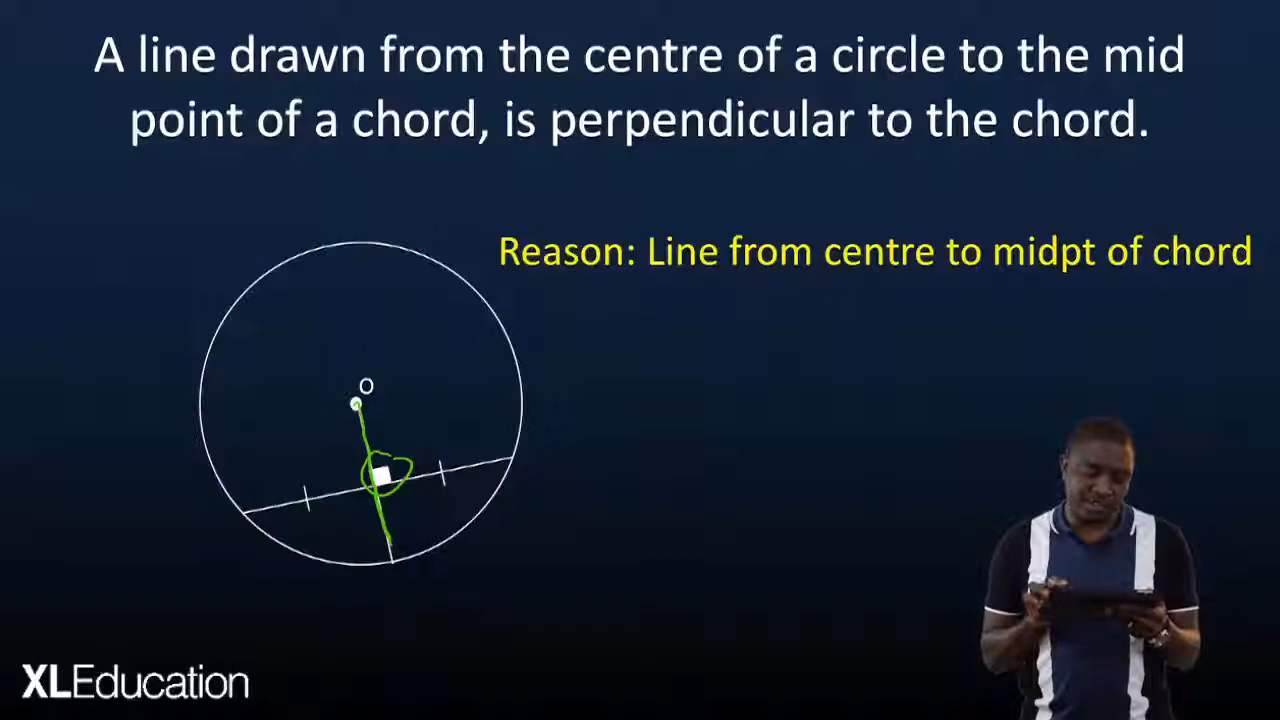 A line drawn from the centre of a circle to the mid
point of a chord, is perpendicular to the chord.
Reason: Line from centre to midpt of chord
O
XLEducation